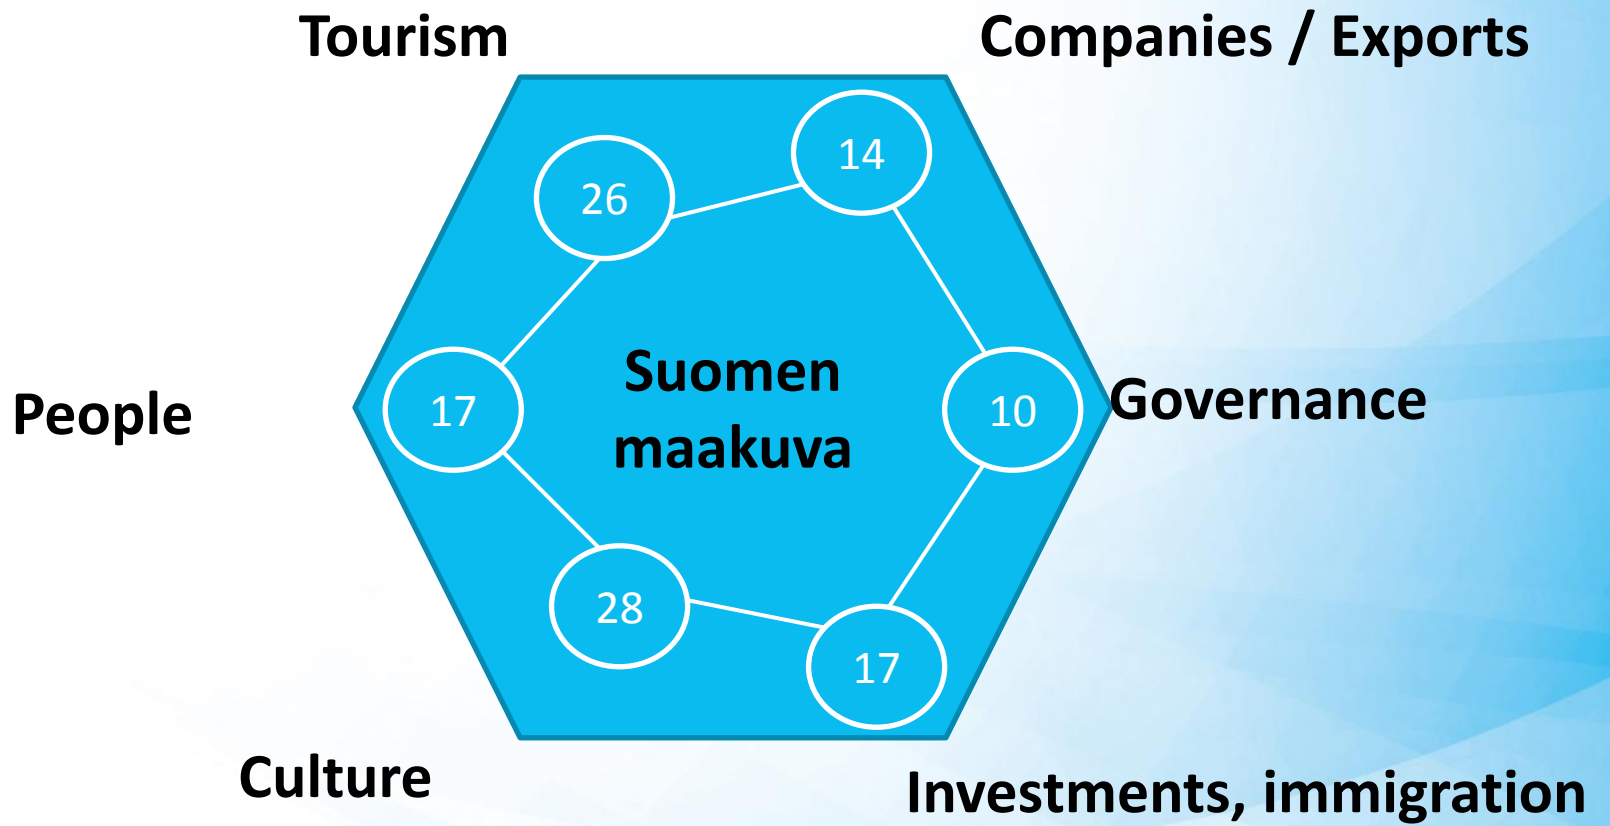 Tourism
Companies / Exports
14
26
Suomen
maakuva
17
10
People
Governance
28
17
Culture
Investments, immigration